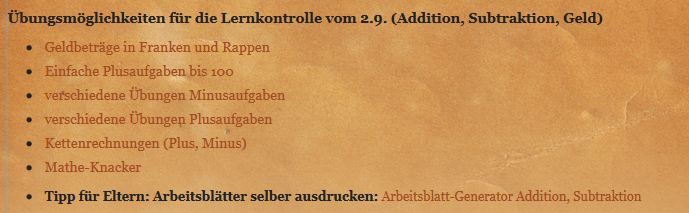 Übungsmöglichkeiten für die Lernkontrolle vom 2.9. (Addition, Subtraktion, Geld)
• Geldbeträge in Franken und Rappen
• Einfache Plusaufgaben bis 100
• verschiedene Übungen Minusaufgaben
• verschiedene Übungen Plusaufgaben
• Kettenrechnungen (Plus, Minus)
• Mathe-Knacker
• Tipp für Eltern: Arbeitsblätter selber ausdrucken: Arbeitsblatt-Generator Addition, Subtraktion